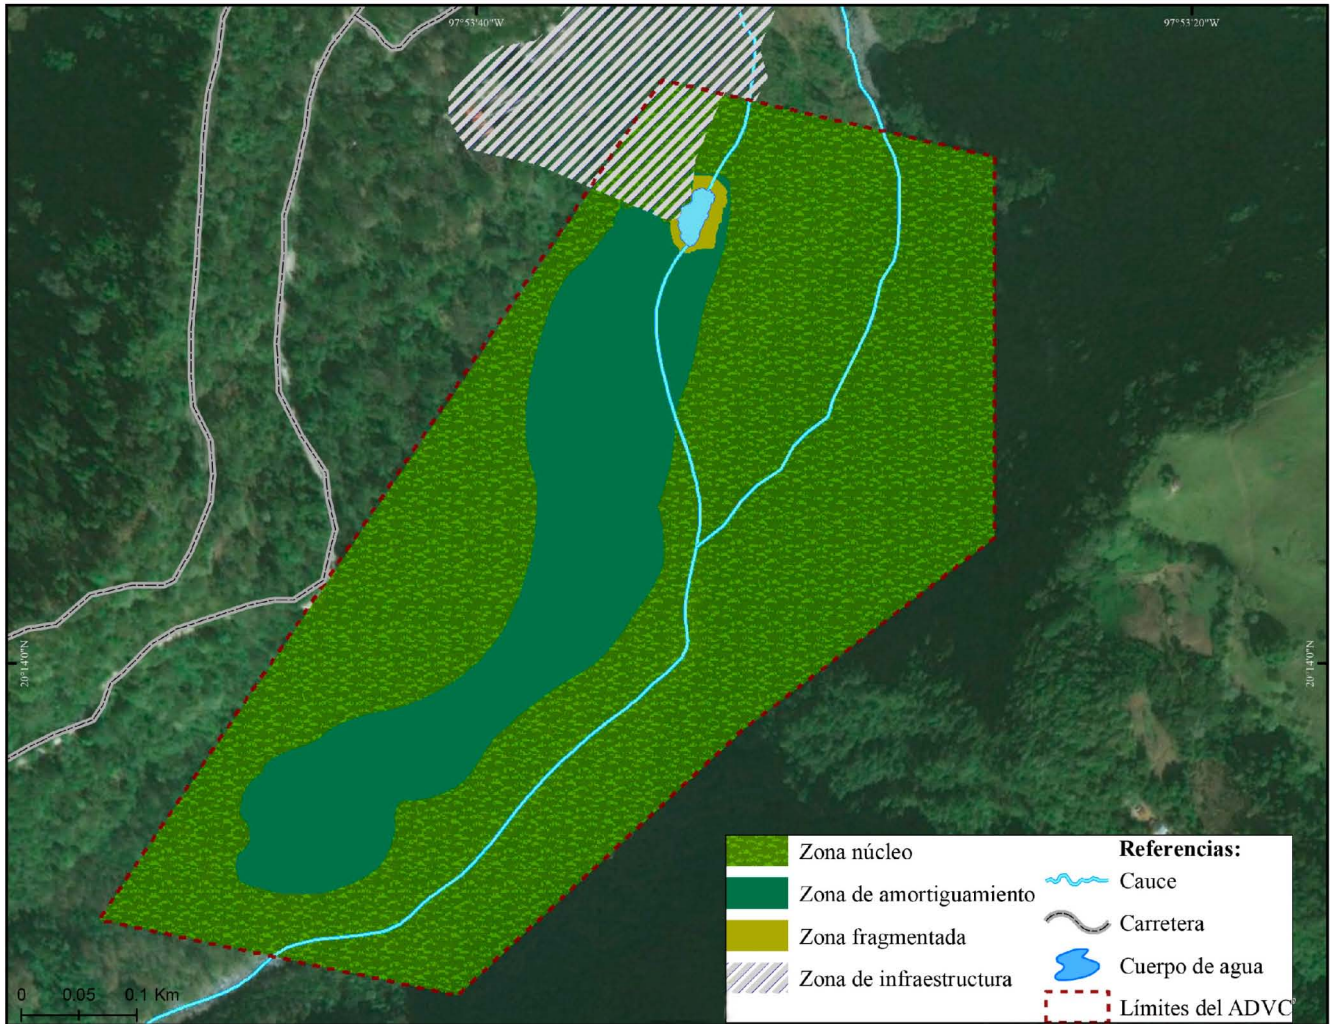 97°53'40"W
97°53'20"W
20°14'0"N
20°14'0"N
Zona núcleo
Zona de amortiguamiento
Zona fragmentada
Zona de infraestructura
Referencias:
Cauce
Carretera
Cuerpo de agua
Límites del ADVC
0 0.05 0.1 Km